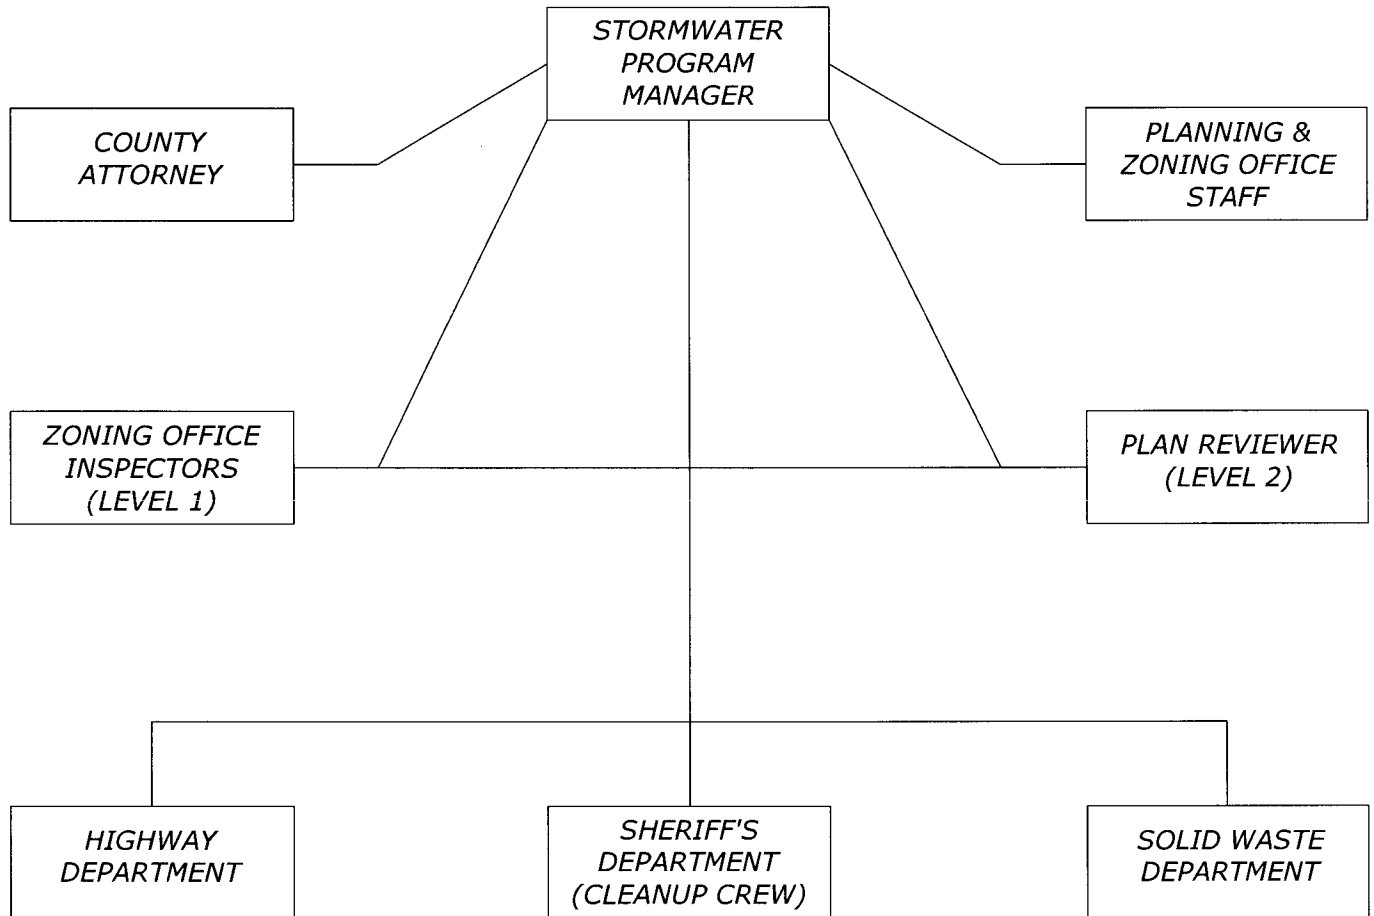 STORMWATER
PROGRAM
MANAGER
COUNTY
ATTORNEY
PLANNING &
ZONING OFFICE
STAFF
ZONING OFFICE
INSPECTORS
(LEVEL 1)
PLAN REVIEWER
(LEVEL 2)
HIGHWAY
DEPARTMENT
SHERIFF'S
DEPARTMENT
(CLEANUP CREW)
SOLID WASTE
DEPARTMENT